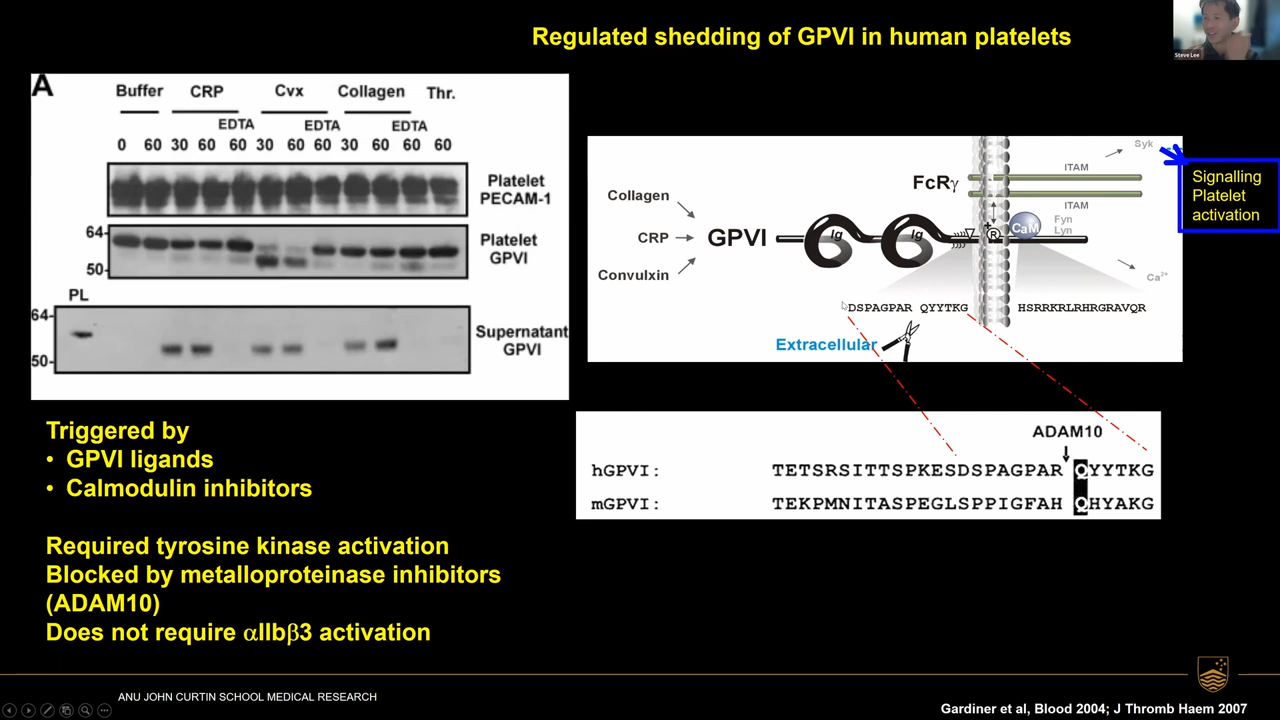 Regulated shedding of GPVI in human platelets
Steve Lee
A
Buffer CRP Cvx Collagen Thr.
EDTA EDTA EDTA
0 60 30 60 60 30 60 60 30 60 60 60
Platelet
PECAM-1
64
Platelet
GPVI
50
PL
64
Supernatant
GPVI
50
Syk
ITAM
FcRγ
ITAM
Collagen
CRP
Convulxin
GPVI
Ig Ig
R
CaM
Fyn
Lyn
Ca2+
DSPAGPAR QYYTKG HSRRKRLRHRGRAVQR
Extracellular
Signalling
Platelet
activation
ADAM10
hGPVI: TETSRSITTSPKESDSPAGPAR QYYTKG
mGPVI: TEKPMNITASPEGLSPPIGFAH QHYAKG
Triggered by
• GPVI ligands
• Calmodulin inhibitors
Required tyrosine kinase activation
Blocked by metalloproteinase inhibitors
(ADAM10)
Does not require αIIbβ3 activation
ANU JOHN CURTIN SCHOOL MEDICAL RESEARCH
Gardiner et al, Blood 2004; J Thromb Haem 2007